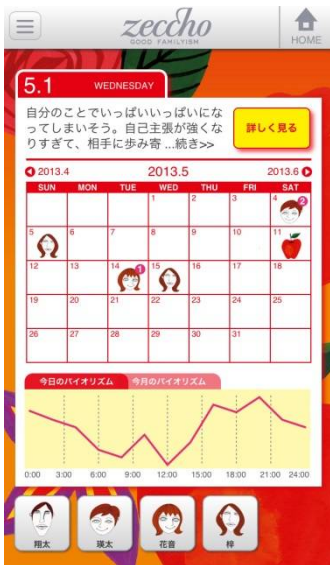 zeccho
GOOD FAMILYISM
HOME
5.1 WEDNESDAY
自分のことでいっぱいいっぱいにな
ってしまいそう。自己主張が強くな
りすぎて、相手に歩み寄 ...続き>>
詳しく見る
2013.4 2013.5 2013.6
SUN MON TUE WED THU FRI SAT
1 2 3 4 2
5 6 7 8 9 10 11
12 13 14 1 15 16 17 18
19 20 21 22 23 24 25
26 27 28 29 30 31
今日のバイオリズム 今月のバイオリズム
0:00 3:00 6:00 9:00 12:00 15:00 18:00 21:00 24:00
翔太 瑛太 花音 梓